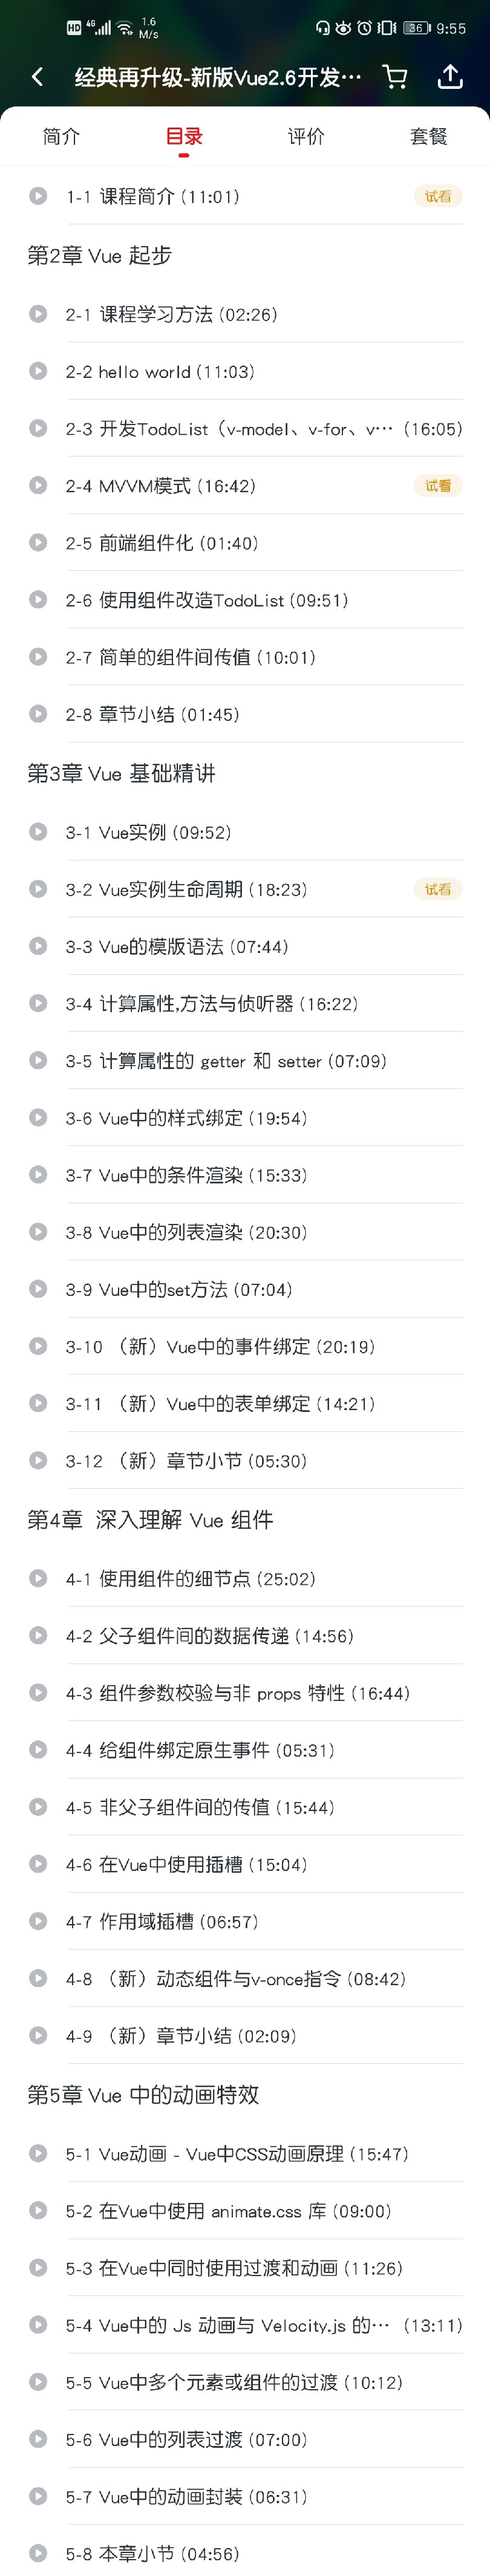 HD 4G 1.6 M/s 36 9:55
经典再升级-新版Vue2.6开发…
简介 目录 评价 套餐
1-1 课程简介 (11:01) 试看
第2章 Vue 起步
2-1 课程学习方法 (02:26)
2-2 hello world (11:03)
2-3 开发TodoList（v-model、v-for、v… (16:05)
2-4 MVVM模式 (16:42) 试看
2-5 前端组件化 (01:40)
2-6 使用组件改造TodoList (09:51)
2-7 简单的组件间传值 (10:01)
2-8 章节小结 (01:45)
第3章 Vue 基础精讲
3-1 Vue实例 (09:52)
3-2 Vue实例生命周期 (18:23) 试看
3-3 Vue的模版语法 (07:44)
3-4 计算属性,方法与侦听器 (16:22)
3-5 计算属性的 getter 和 setter (07:09)
3-6 Vue中的样式绑定 (19:54)
3-7 Vue中的条件渲染 (15:33)
3-8 Vue中的列表渲染 (20:30)
3-9 Vue中的set方法 (07:04)
3-10 （新）Vue中的事件绑定 (20:19)
3-11 （新）Vue中的表单绑定 (14:21)
3-12 （新）章节小节 (05:30)
第4章 深入理解 Vue 组件
4-1 使用组件的细节点 (25:02)
4-2 父子组件间的数据传递 (14:56)
4-3 组件参数校验与非 props 特性 (16:44)
4-4 给组件绑定原生事件 (05:31)
4-5 非父子组件间的传值 (15:44)
4-6 在Vue中使用插槽 (15:04)
4-7 作用域插槽 (06:57)
4-8 （新）动态组件与v-once指令 (08:42)
4-9 （新）章节小结 (02:09)
第5章 Vue 中的动画特效
5-1 Vue动画 - Vue中CSS动画原理 (15:47)
5-2 在Vue中使用 animate.css 库 (09:00)
5-3 在Vue中同时使用过渡和动画 (11:26)
5-4 Vue中的 Js 动画与 Velocity.js 的… (13:11)
5-5 Vue中多个元素或组件的过渡 (10:12)
5-6 Vue中的列表过渡 (07:00)
5-7 Vue中的动画封装 (06:31)
5-8 本章小节 (04:56)